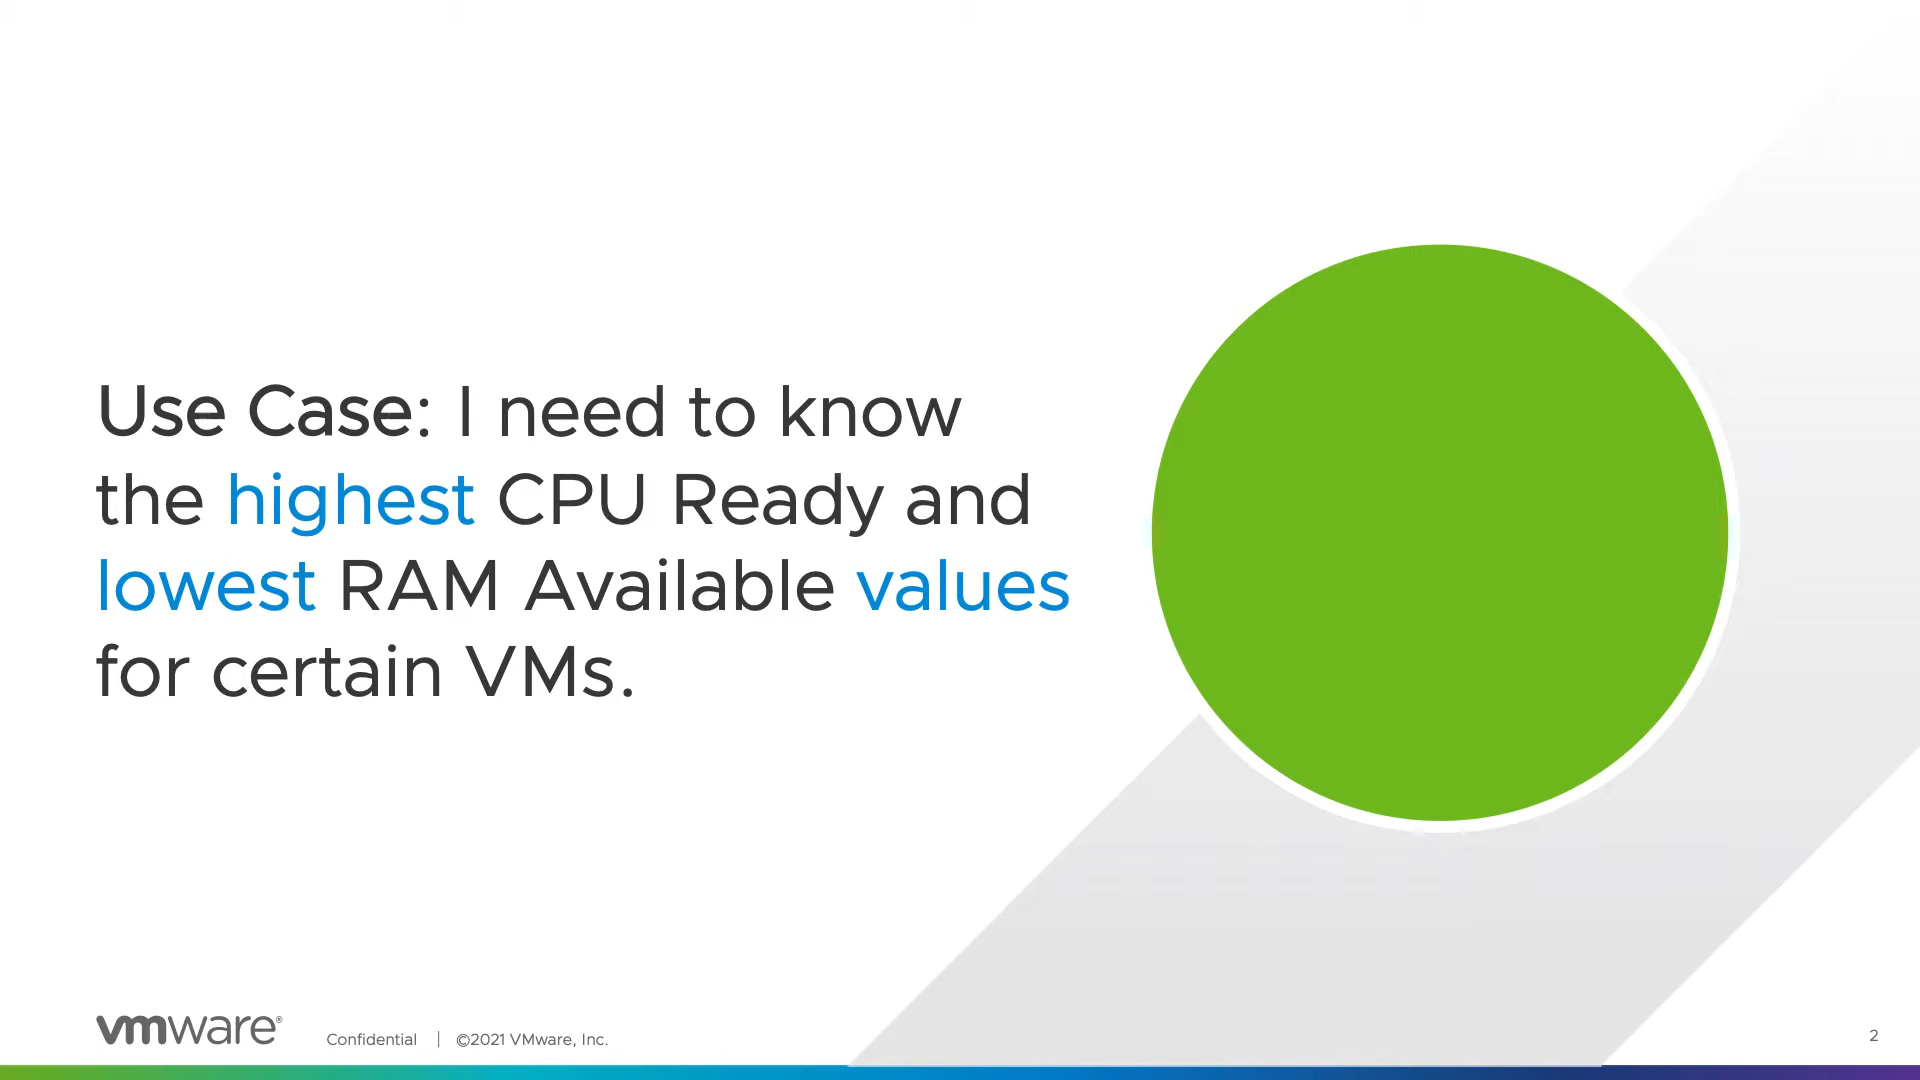 Use Case: I need to know
the highest CPU Ready and
lowest RAM Available values
for certain VMs.
vmware®
Confidential | ©2021 VMware, Inc.
2